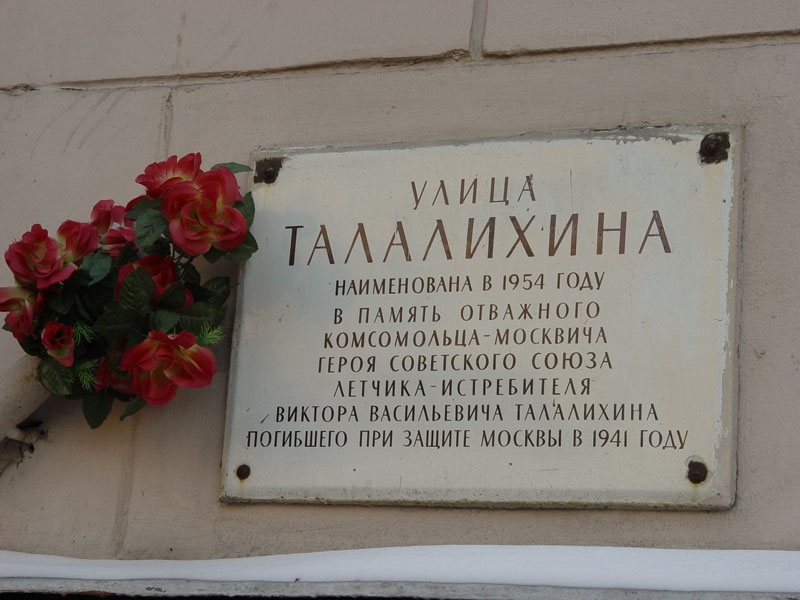 УЛИЦА
ТАЛАЛИХИНА
НАИМЕНОВАНА В 1954 ГОДУ
В ПАМЯТЬ ОТВАЖНОГО
КОМСОМОЛЬЦА-МОСКВИЧА
ГЕРОЯ СОВЕТСКОГО СОЮЗА
ЛЕТЧИКА-ИСТРЕБИТЕЛЯ
ВИКТОРА ВАСИЛЬЕВИЧА ТАЛАЛИХИНА
ПОГИБШЕГО ПРИ ЗАЩИТЕ МОСКВЫ В 1941 ГОДУ